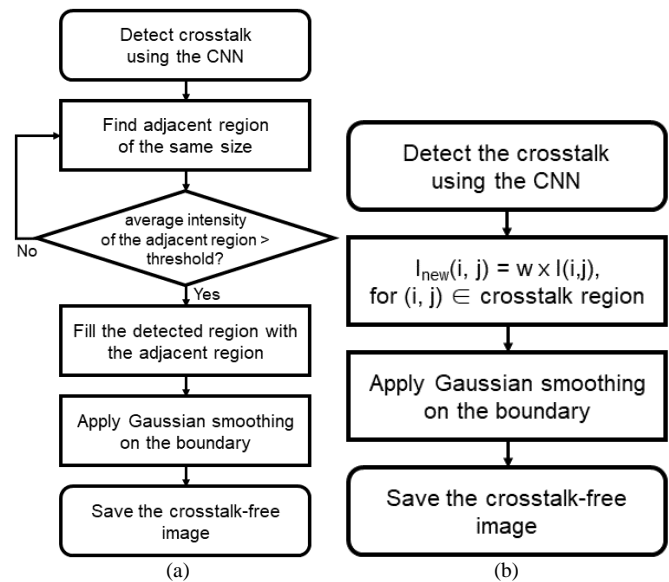 Detect crosstalk
using the CNN
Find adjacent region
of the same size
average intensity
of the adjacent region >
threshold?
No
Yes
Fill the detected region with
the adjacent region
Apply Gaussian smoothing
on the boundary
Save the crosstalk-free
image
(a)
Detect the crosstalk
using the CNN
Inew(i, j) = w x I(i,j),
for (i, j) ∈ crosstalk region
Apply Gaussian smoothing
on the boundary
Save the crosstalk-free
image
(b)